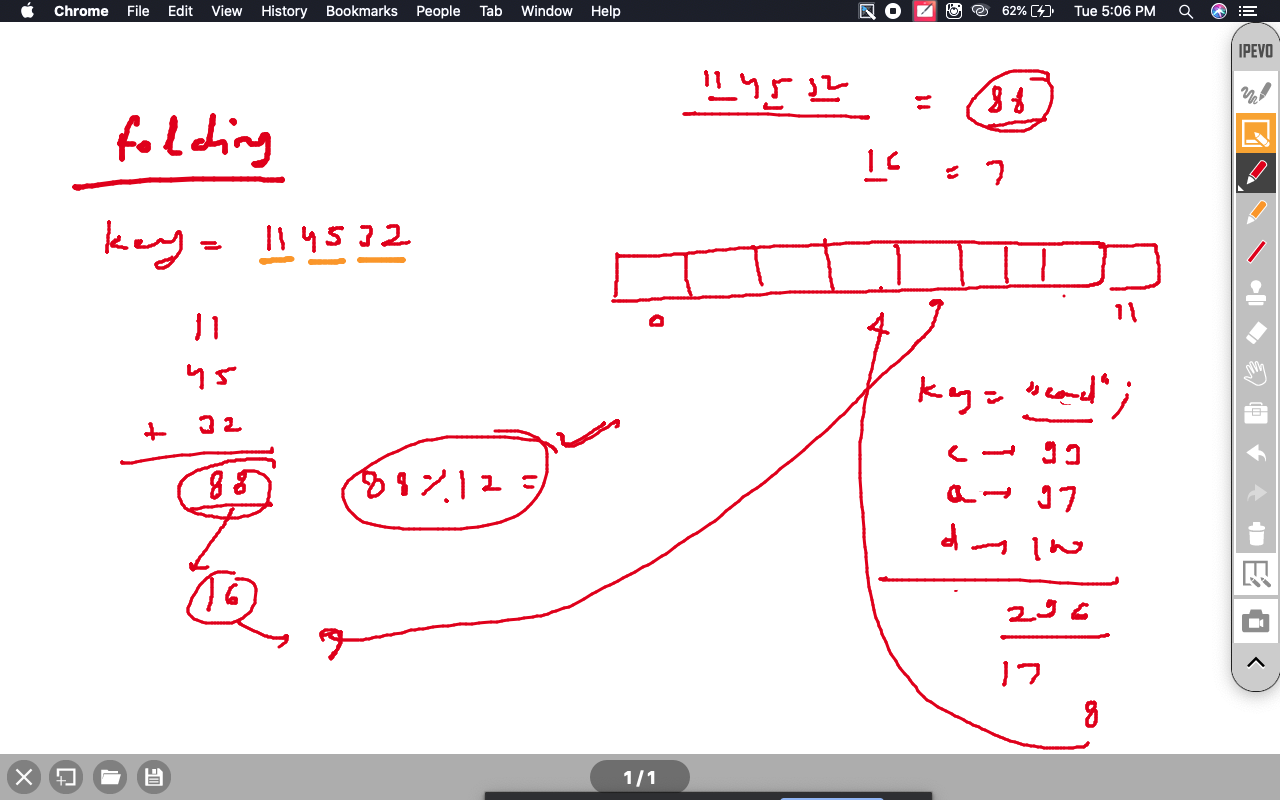 Chrome File Edit View History Bookmarks People Tab Window Help 62% Tue 5:06 PM
IPEVO
11 45 32 = 88
folding
16 = 7
key = 11 45 32
0 4 7 11
11
45
+ 32
88
88 % 12 =
16
7
key = "cad";
c → 99
a → 97
d → 100
296
17
8
1/1